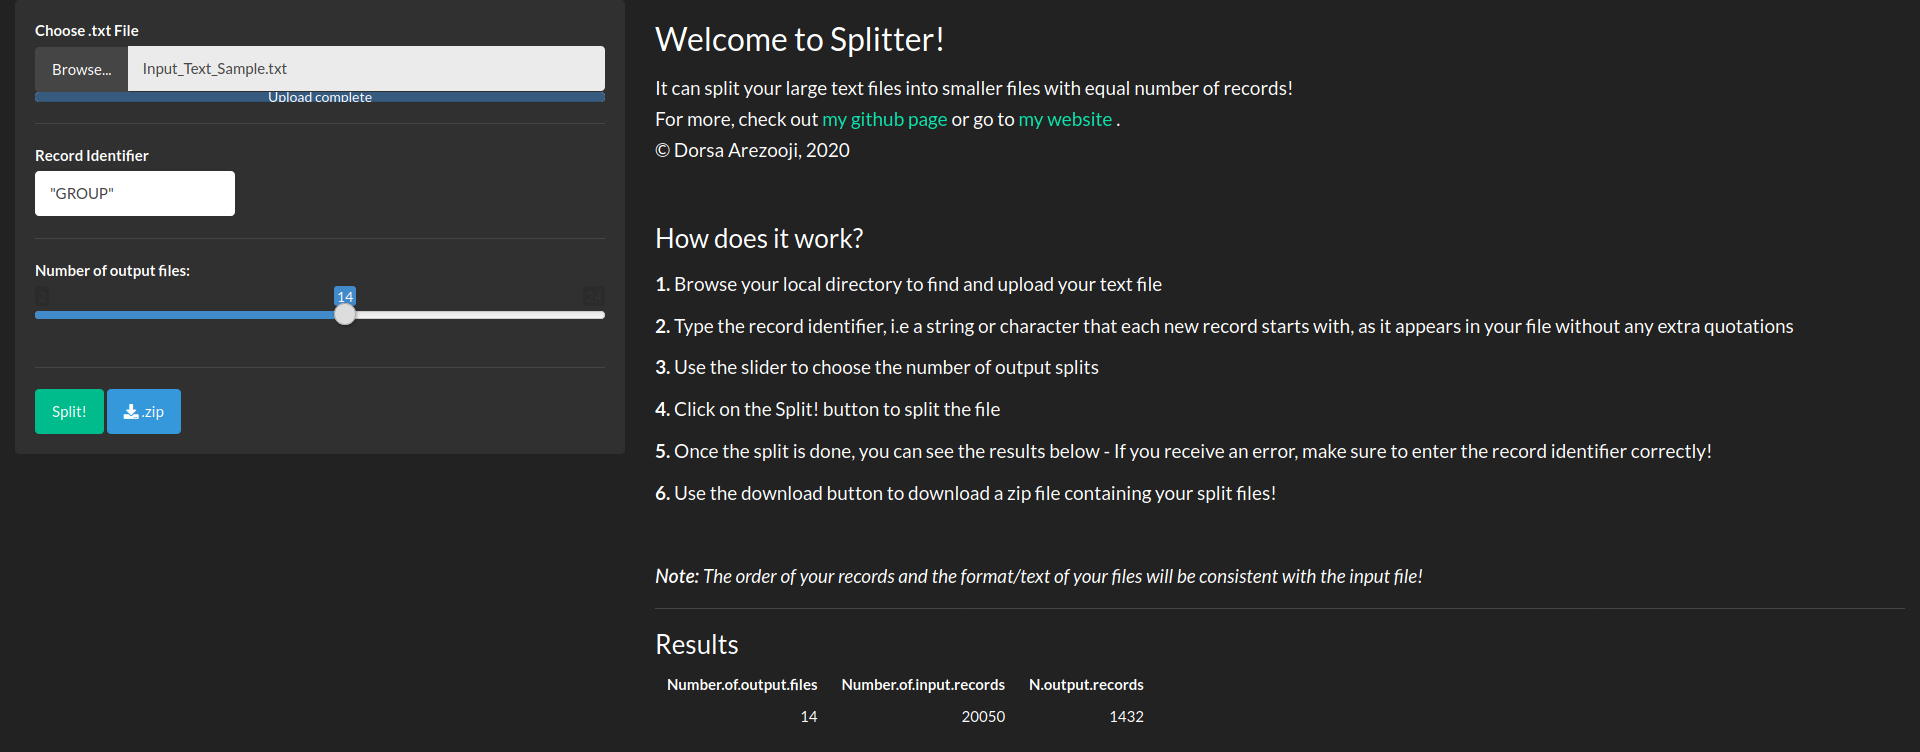 Choose .txt File
Browse...
Input_Text_Sample.txt
Upload complete
Record Identifier
"GROUP"
Number of output files:
14
Split!
.zip
Welcome to Splitter!
It can split your large text files into smaller files with equal number of records!
For more, check out my github page or go to my website .
© Dorsa Arezooji, 2020
How does it work?
1. Browse your local directory to find and upload your text file
2. Type the record identifier, i.e a string or character that each new record starts with, as it appears in your file without any extra quotations
3. Use the slider to choose the number of output splits
4. Click on the Split! button to split the file
5. Once the split is done, you can see the results below - If you receive an error, make sure to enter the record identifier correctly!
6. Use the download button to download a zip file containing your split files!
Note: The order of your records and the format/text of your files will be consistent with the input file!
Results
Number.of.output.files Number.of.input.records N.output.records
14 20050 1432